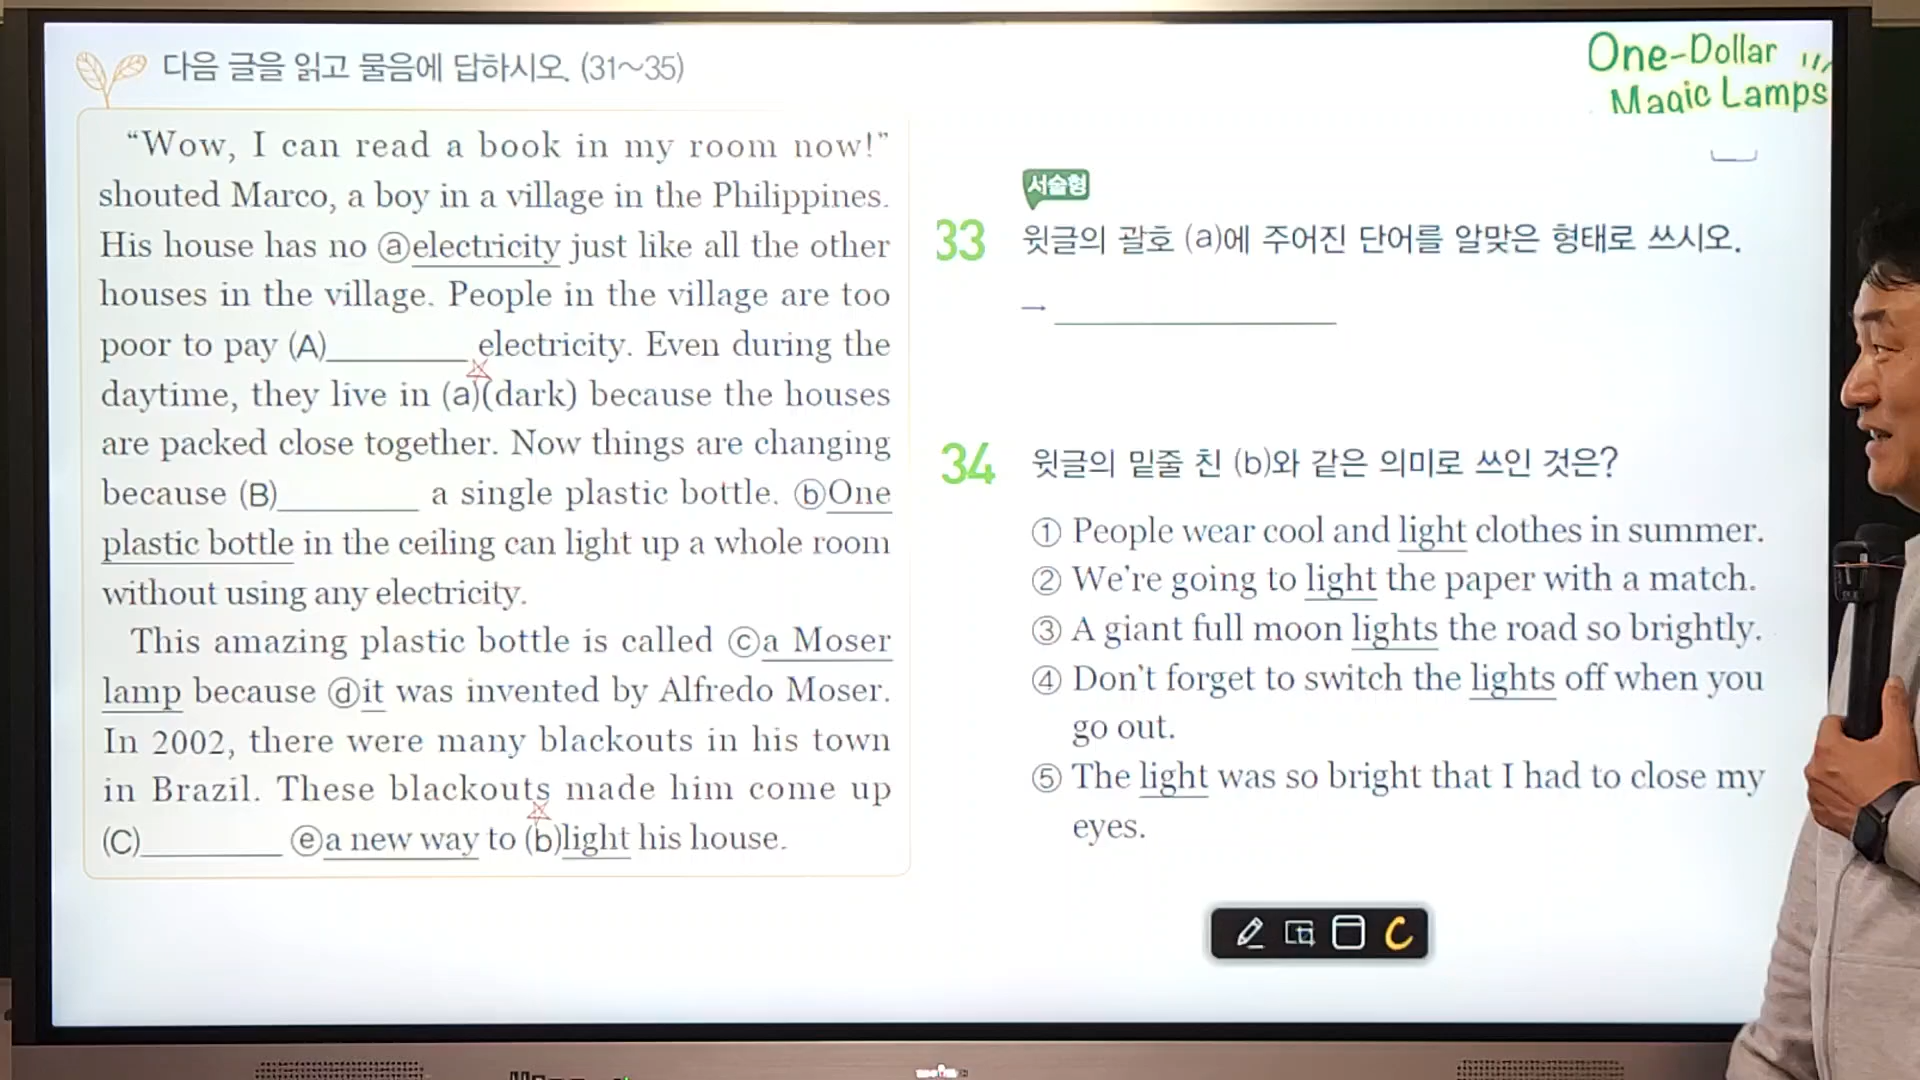 다음 글을 읽고 물음에 답하시오. (31~35)
One-Dollar
Magic Lamps
“Wow, I can read a book in my room now!”
shouted Marco, a boy in a village in the Philippines.
His house has no ⓐelectricity just like all the other
houses in the village. People in the village are too
poor to pay (A)__________ electricity. Even during the
daytime, they live in (a)(dark) because the houses
are packed close together. Now things are changing
because (B)__________ a single plastic bottle. ⓑOne
plastic bottle in the ceiling can light up a whole room
without using any electricity.
This amazing plastic bottle is called ⓒa Moser
lamp because ⓓit was invented by Alfredo Moser.
In 2002, there were many blackouts in his town
in Brazil. These blackouts made him come up
(C)__________ ⓔa new way to (b)light his house.
서술형
33 윗글의 괄호 (a)에 주어진 단어를 알맞은 형태로 쓰시오.
→ ____________________
34 윗글의 밑줄 친 (b)와 같은 의미로 쓰인 것은?
① People wear cool and light clothes in summer.
② We’re going to light the paper with a match.
③ A giant full moon lights the road so brightly.
④ Don’t forget to switch the lights off when you
go out.
⑤ The light was so bright that I had to close my
eyes.